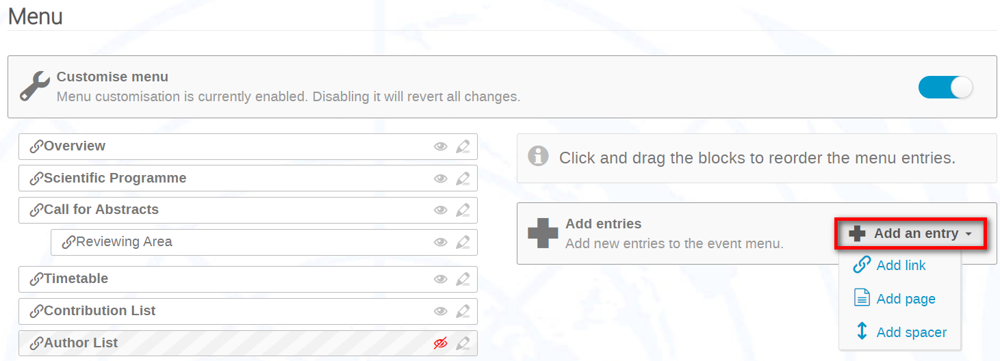 Menu
Customise menu
Menu customisation is currently enabled. Disabling it will revert all changes.
Overview
Scientific Programme
Call for Abstracts
Reviewing Area
Timetable
Contribution List
Author List
Click and drag the blocks to reorder the menu entries.
Add entries
Add new entries to the event menu.
Add an entry
Add link
Add page
Add spacer